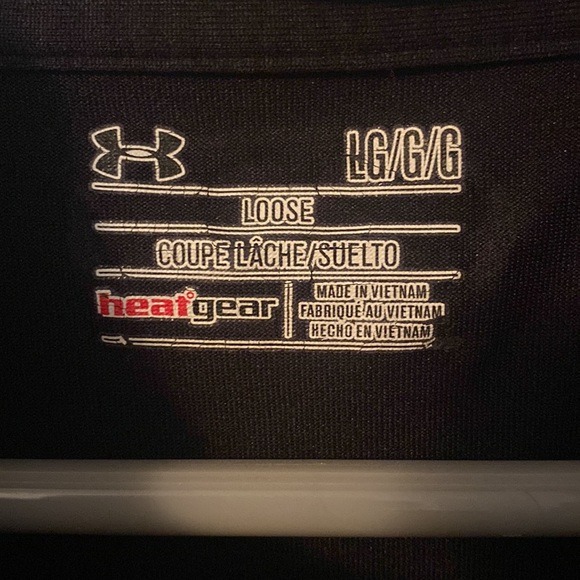 LG/G/G
LOOSE
COUPE LÂCHE/SUELTO
heatgear
MADE IN VIETNAM
FABRIQUÉ AU VIETNAM
HECHO EN VIETNAM